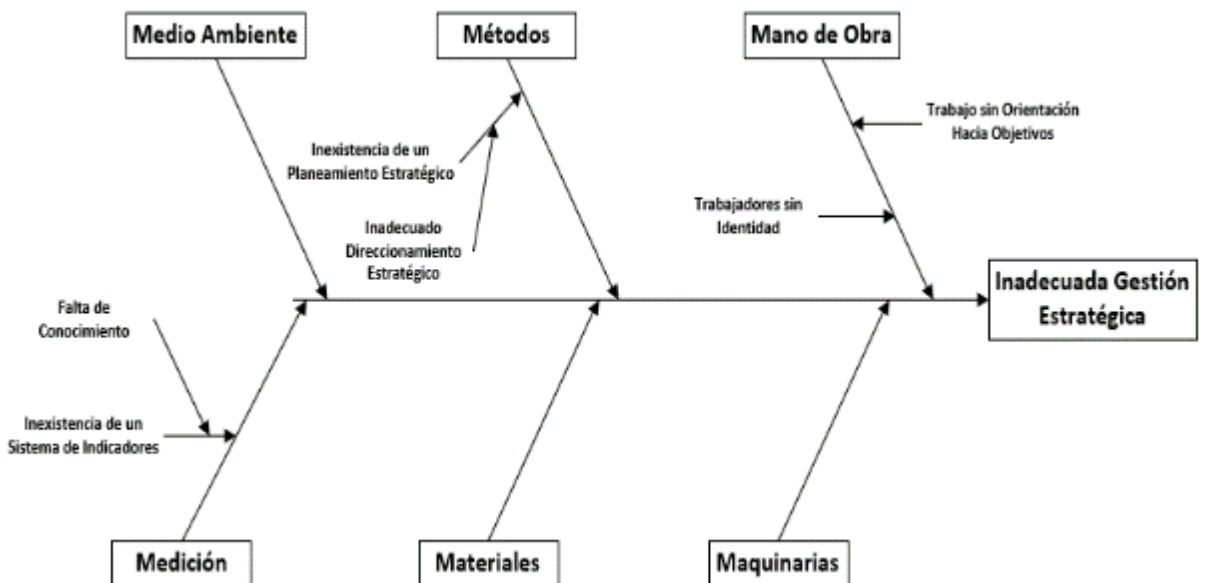 Medio Ambiente
Métodos
Mano de Obra
Trabajo sin Orientación
Hacia Objetivos
Inexistencia de un
Planeamiento Estratégico
Trabajadores sin
Identidad
Inadecuado
Direccionamiento
Estratégico
Inadecuada Gestión
Estratégica
Falta de
Conocimiento
Inexistencia de un
Sistema de Indicadores
Medición
Materiales
Maquinarias